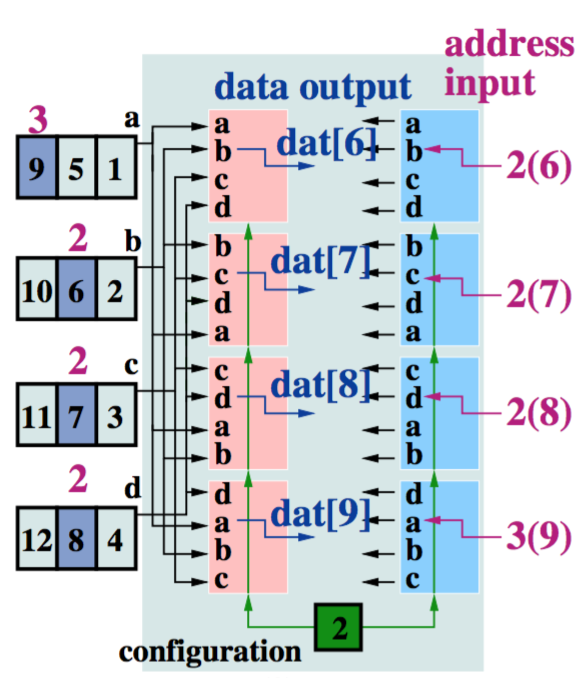 address
input
data output
3
a
9 5 1
2
b
10 6 2
2
c
11 7 3
2
d
12 8 4
a
b
c
d
dat[6]
b
c
d
a
dat[7]
c
d
a
b
dat[8]
d
a
b
c
dat[9]
a
b
c
d
2(6)
b
c
d
a
2(7)
c
d
a
b
2(8)
d
a
b
c
3(9)
2
configuration